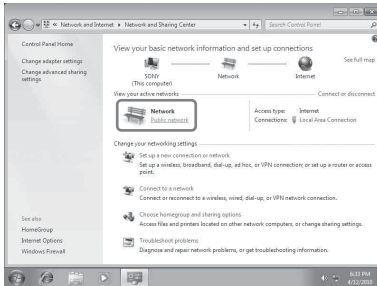 « Network and Internet ▸ Network and Sharing Center
Search Control Panel
Control Panel Home
Change adapter settings
Change advanced sharing
settings
View your basic network information and set up connections
See full map
SONY
(This computer)
Network
Internet
View your active networks
Connect or disconnect
Network
Public network
Access type: Internet
Connections: Local Area Connection
Change your networking settings
Set up a new connection or network
Set up a wireless, broadband, dial-up, ad hoc, or VPN connection; or set up a router or access
point.
Connect to a network
Connect or reconnect to a wireless, wired, dial-up, or VPN network connection.
Choose homegroup and sharing options
Access files and printers located on other network computers, or change sharing settings.
Troubleshoot problems
Diagnose and repair network problems, or get troubleshooting information.
See also
HomeGroup
Internet Options
Windows Firewall
6:33 PM
4/12/2010